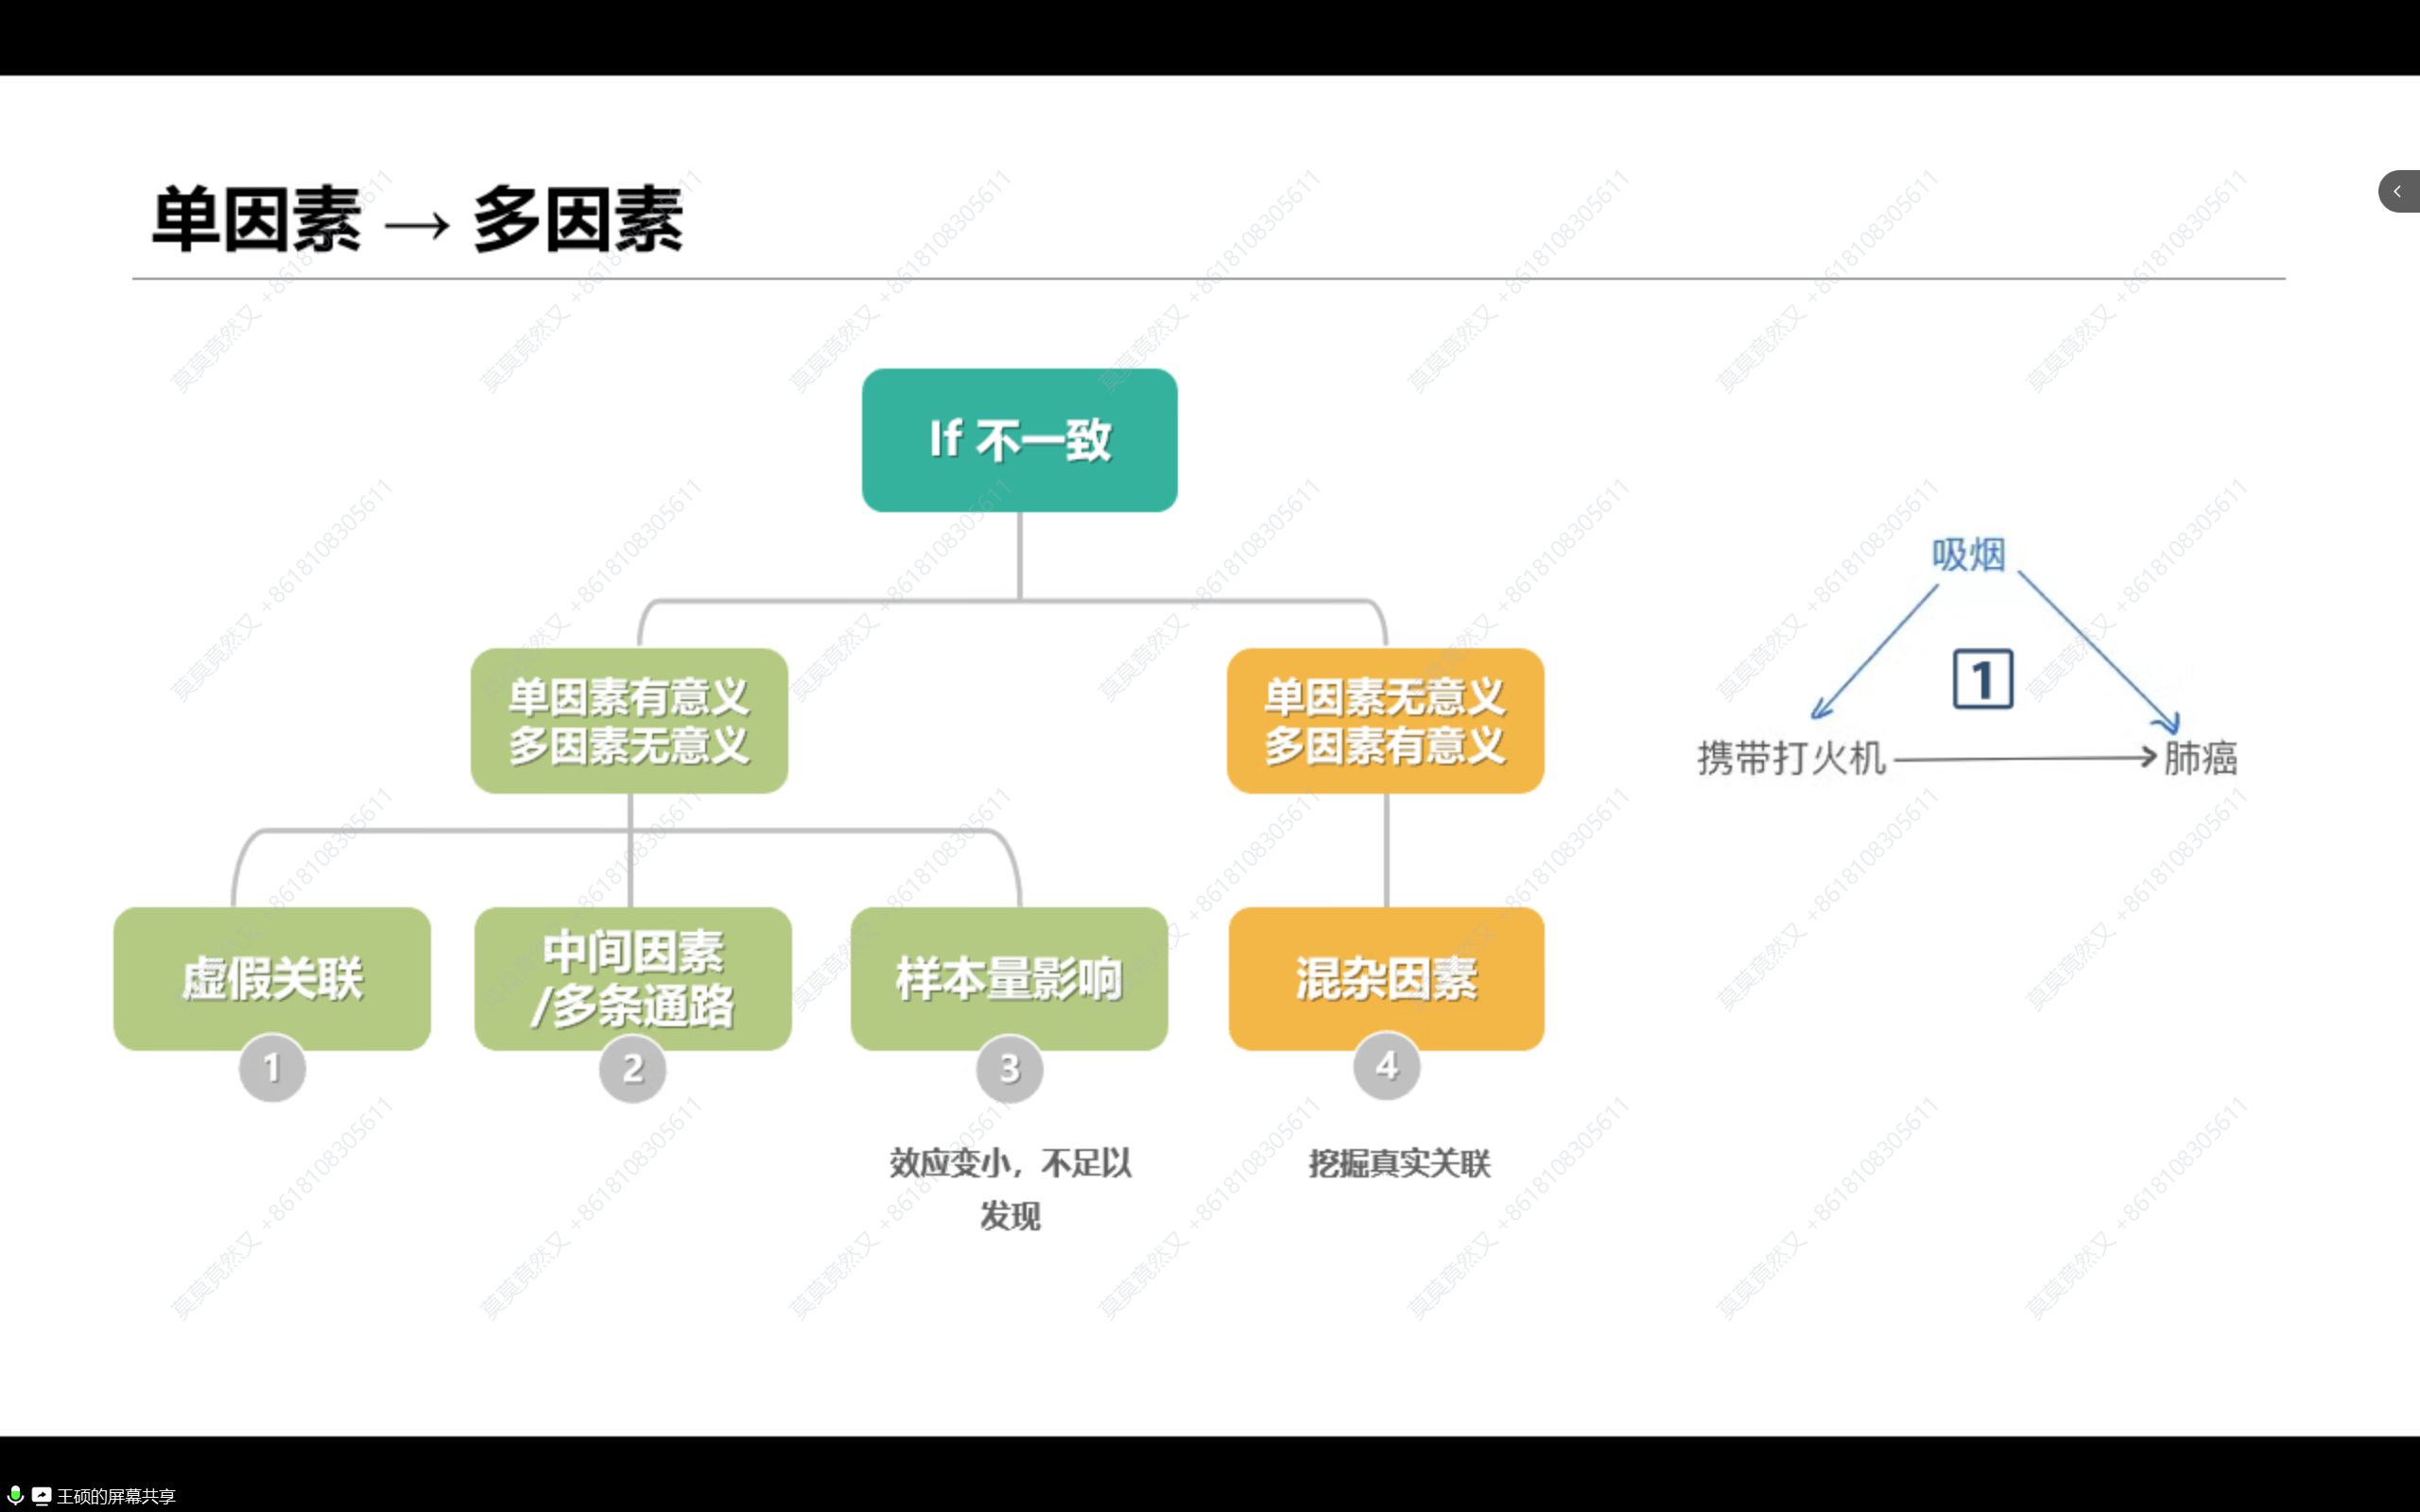 单因素 → 多因素
If 不一致
单因素有意义
多因素无意义
单因素无意义
多因素有意义
吸烟
1
携带打火机
肺癌
虚假关联
中间因素
/多条通路
样本量影响
混杂因素
1
2
3
4
效应变小，不足以
发现
挖掘真实关联
莫莫竟然又 +8618108305611
王硕的屏幕共享